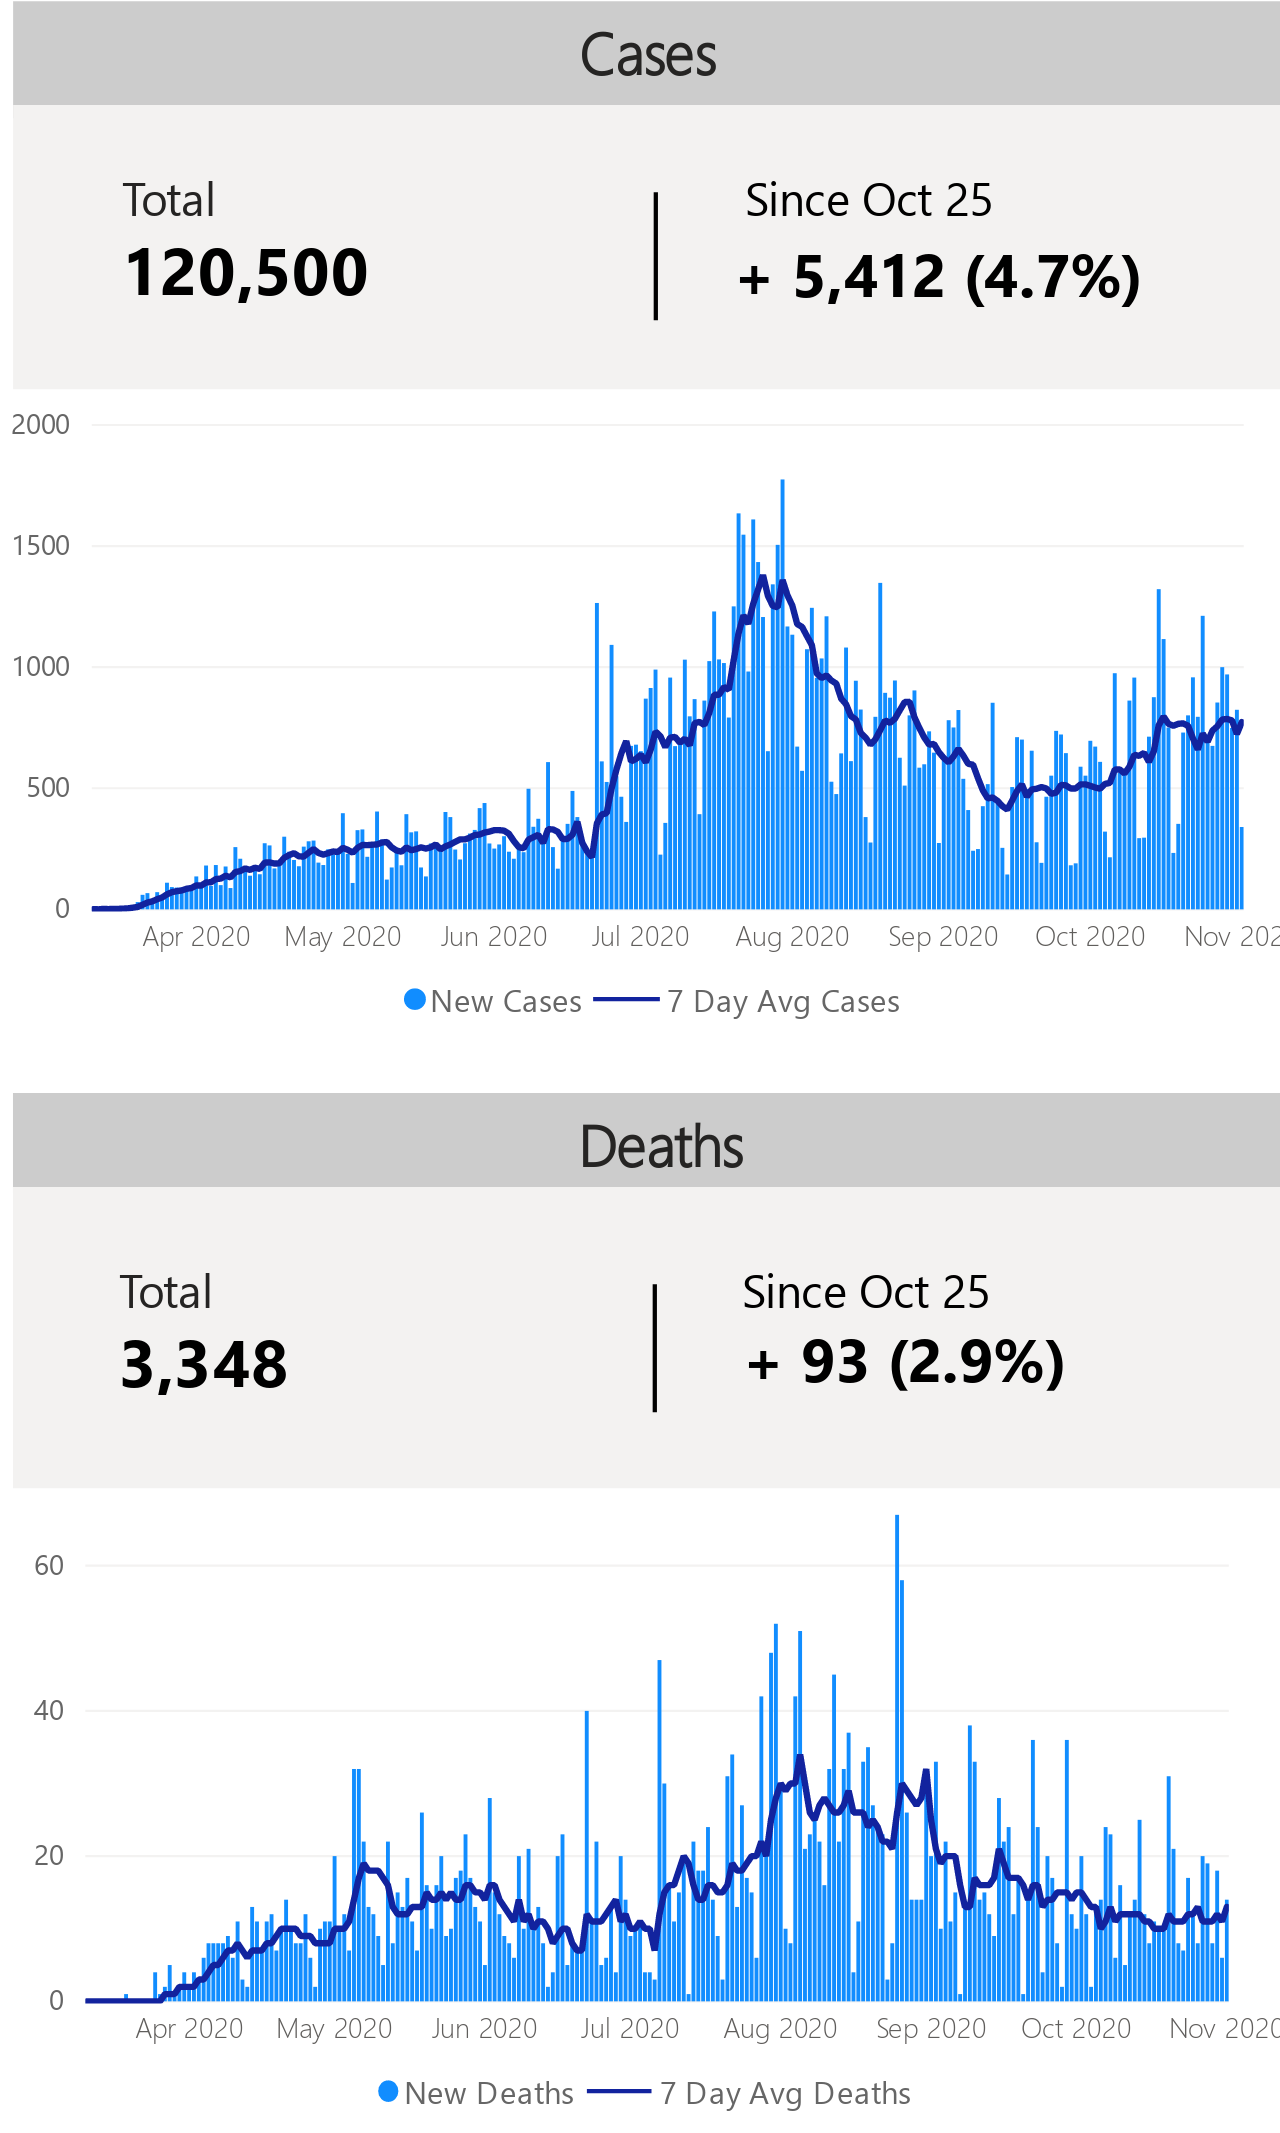 Cases
Total
Since Oct 25
120,500
+ 5,412 (4.7%)
2000
1500
1000
500
0
Apr 2020 May 2020 Jun 2020 Jul 2020 Aug 2020 Sep 2020 Oct 2020 Nov 202
New Cases 7 Day Avg Cases
Deaths
Total
Since Oct 25
3,348
+ 93 (2.9%)
60
40
20
0
Apr 2020 May 2020 Jun 2020 Jul 2020 Aug 2020 Sep 2020 Oct 2020 Nov 2020
New Deaths 7 Day Avg Deaths